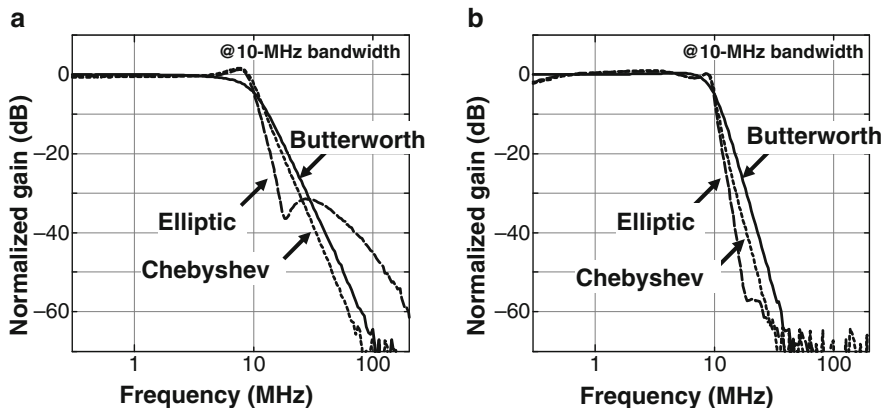 a
@10-MHz bandwidth
0
−20
−40
−60
Normalized gain (dB)
Butterworth
Elliptic
Chebyshev
1
10
100
Frequency (MHz)
b
@10-MHz bandwidth
0
−20
−40
−60
Normalized gain (dB)
Butterworth
Elliptic
Chebyshev
1
10
100
Frequency (MHz)